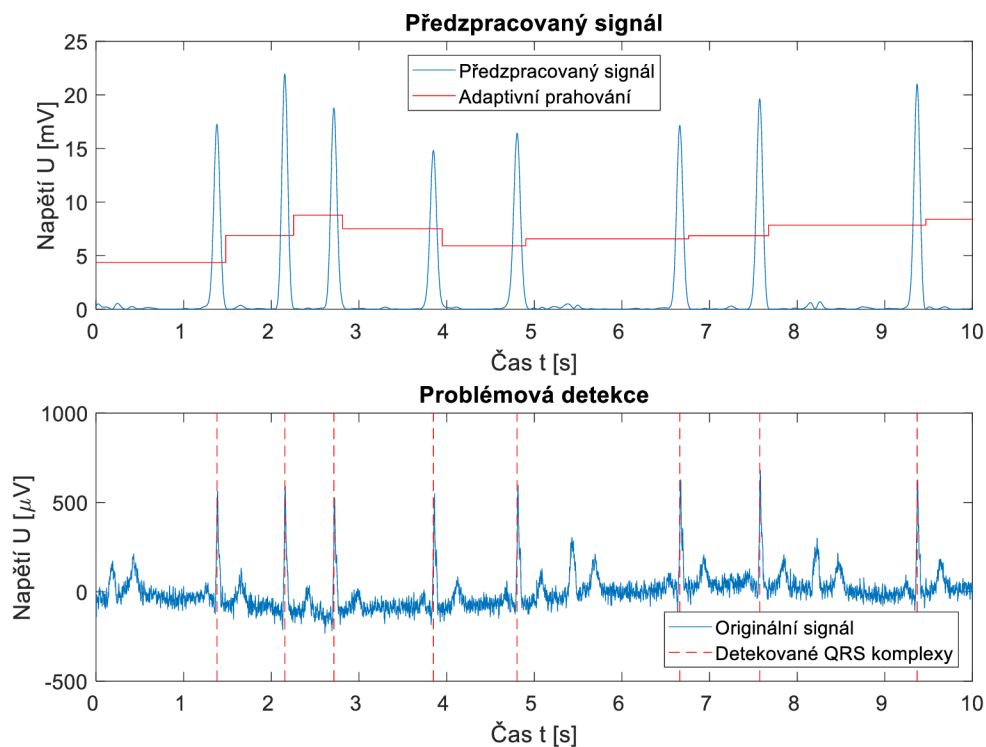 Předzpracovaný signál
25
20
15
10
5
0
Napětí U [mV]
Předzpracovaný signál
Adaptivní prahování
0 1 2 3 4 5 6 7 8 9 10
Čas t [s]
Problémová detekce
1000
500
0
-500
Napětí U [μV]
Originální signál
Detekované QRS komplexy
0 1 2 3 4 5 6 7 8 9 10
Čas t [s]